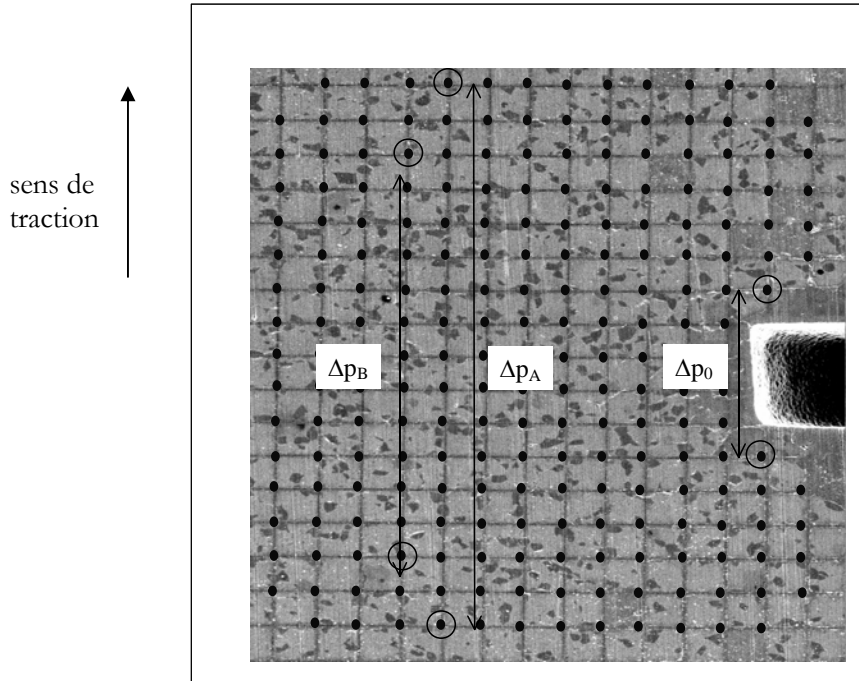 sens de
traction
Δp_B
Δp_A
Δp_0